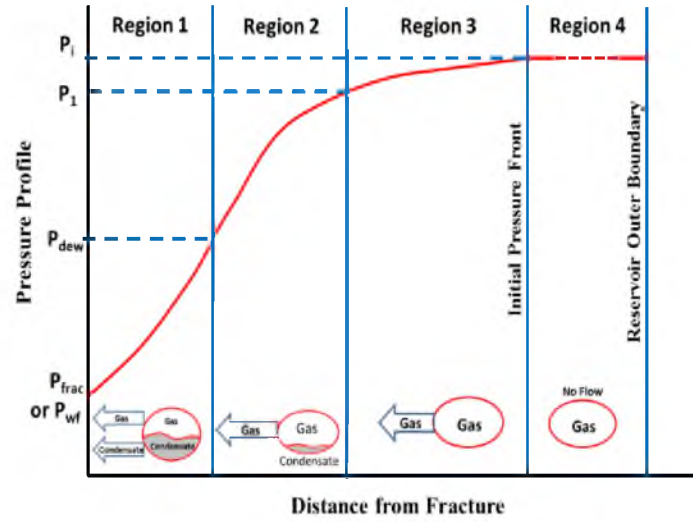 Region 1
Region 2
Region 3
Region 4
Pi
P1
Pdew
Pfrac
or Pwf
Pressure Profile
Initial Pressure Front
Reservoir Outer Boundary
Gas
Condensate
Gas
Condensate
Gas
Gas
Condensate
Gas
Gas
No Flow
Gas
Distance from Fracture